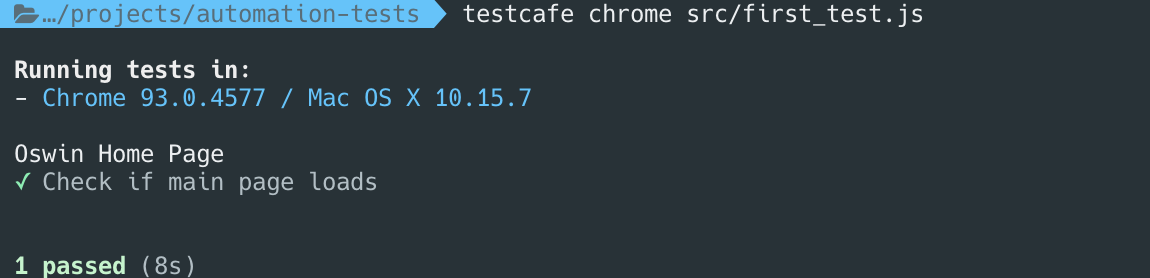 …/projects/automation-tests testcafe chrome src/first_test.js
Running tests in:
- Chrome 93.0.4577 / Mac OS X 10.15.7
Oswin Home Page
✓ Check if main page loads
1 passed (8s)